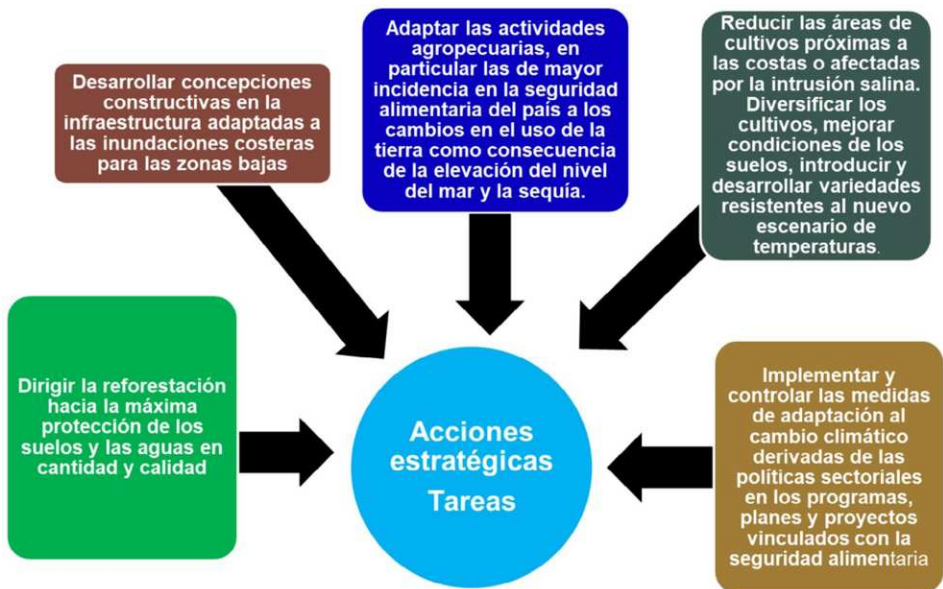 Desarrollar concepciones
constructivas en la
infraestructura adaptadas a
las inundaciones costeras
para las zonas bajas
Adaptar las actividades
agropecuarias, en
particular las de mayor
incidencia en la seguridad
alimentaria del país a los
cambios en el uso de la
tierra como consecuencia
de la elevación del nivel
del mar y la sequía.
Reducir las áreas de
cultivos próximas a
las costas o afectadas
por la intrusión salina.
Diversificar los
cultivos, mejorar
condiciones de los
suelos, introducir y
desarrollar variedades
resistentes al nuevo
escenario de
temperaturas.
Dirigir la reforestación
hacia la máxima
protección de los
suelos y las aguas en
cantidad y calidad
Acciones
estratégicas
Tareas
Implementar y
controlar las medidas
de adaptación al
cambio climático
derivadas de las
políticas sectoriales
en los programas,
planes y proyectos
vinculados con la
seguridad alimentaria